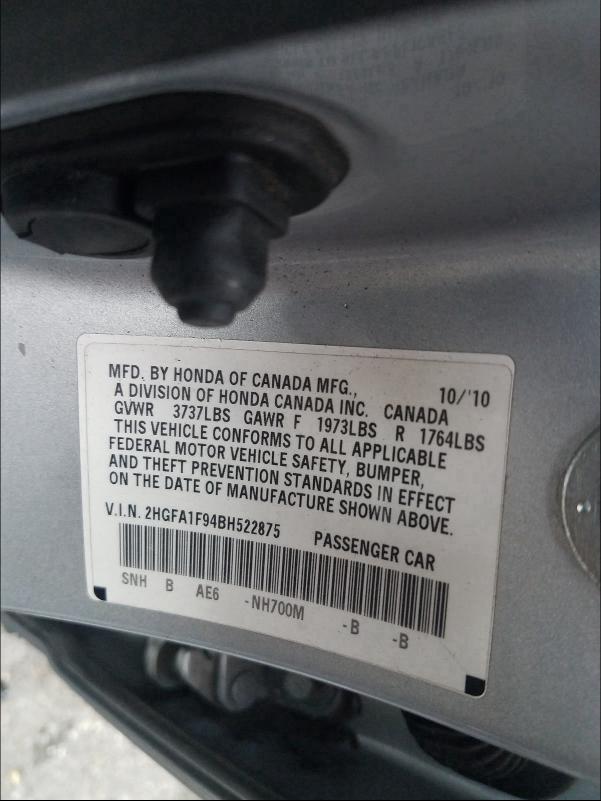 MFD. BY HONDA OF CANADA MFG., 10/'10
A DIVISION OF HONDA CANADA INC. CANADA
GVWR 3737LBS GAWR F 1973LBS R 1764LBS
THIS VEHICLE CONFORMS TO ALL APPLICABLE
FEDERAL MOTOR VEHICLE SAFETY, BUMPER,
AND THEFT PREVENTION STANDARDS IN EFFECT
ON THE DATE OF MANUFACTURE SHOWN ABOVE.
V.I.N. 2HGFA1F94BH522875 PASSENGER CAR
SNH B AE6 -NH700M -B -B